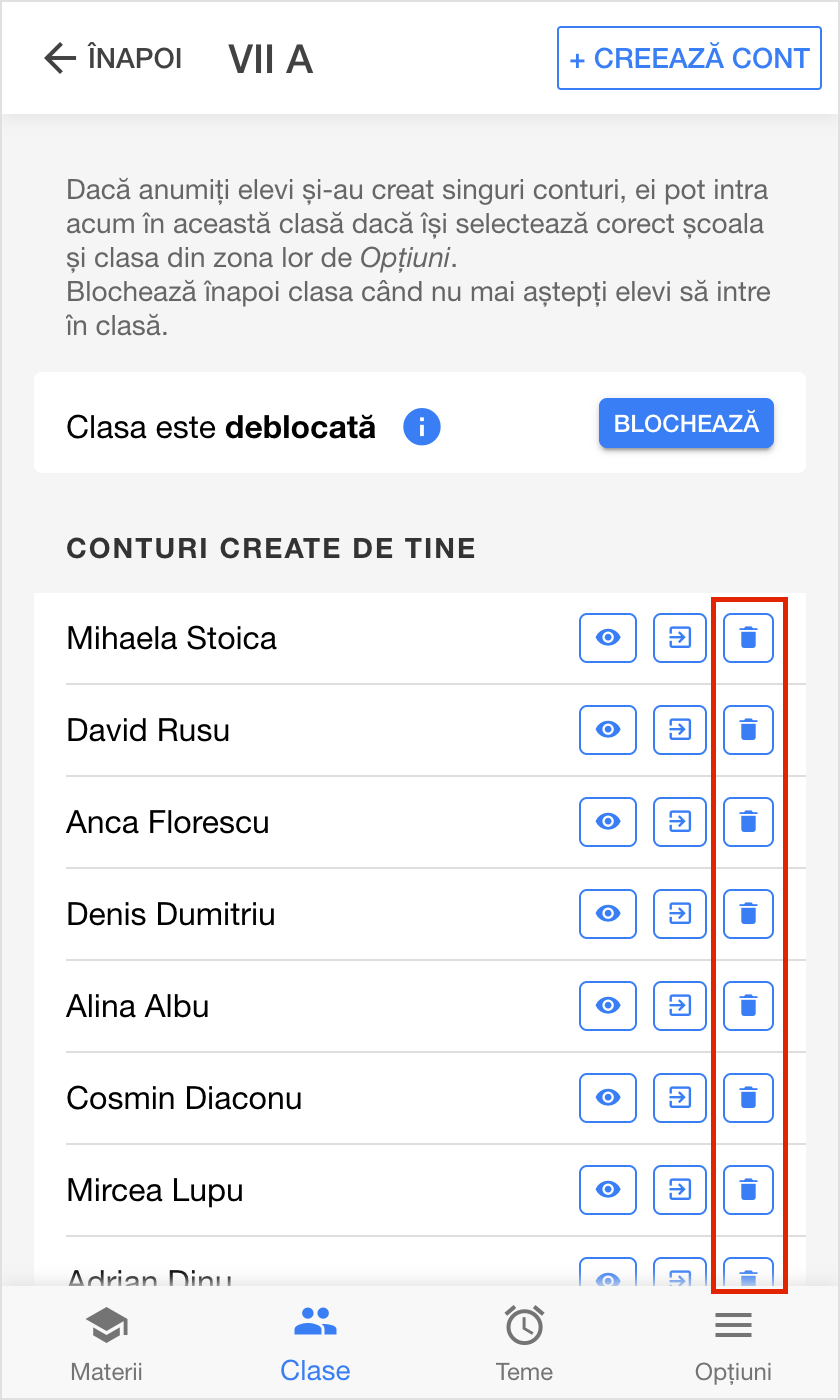 ÎNAPOI VII A + CREEAZĂ CONT
Dacă anumiți elevi și-au creat singuri conturi, ei pot intra
acum în această clasă dacă își selectează corect școala
și clasa din zona lor de Opțiuni.
Blochează înapoi clasa când nu mai aștepți elevi să intre
în clasă.
Clasa este deblocată i BLOCHEAZĂ
CONTURI CREATE DE TINE
Mihaela Stoica
David Rusu
Anca Florescu
Denis Dumitriu
Alina Albu
Cosmin Diaconu
Mircea Lupu
Adrian Dinu
Materii Clase Teme Opțiuni